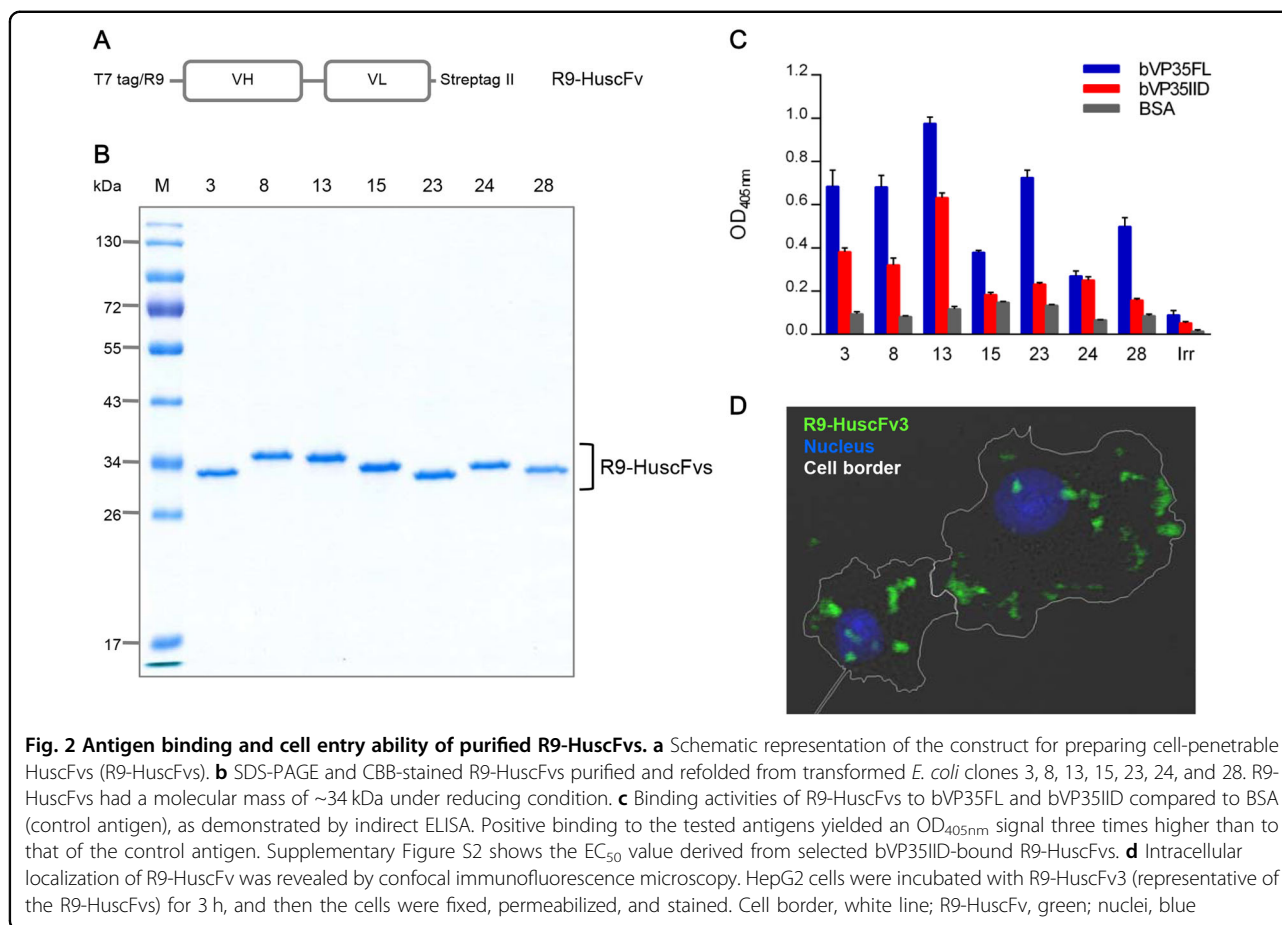 A
T7 tag/R9
VH
VL
Streptag II
R9-HuscFv
B
kDa M 3 8 13 15 23 24 28
130
72
55
43
34
26
17
R9-HuscFvs
C
bVP35FL
bVP35IID
BSA
OD405nm
1.2
1.0
0.8
0.6
0.4
0.2
0.0
3 8 13 15 23 24 28 Irr
D
R9-HuscFv3
Nucleus
Cell border
Fig. 2 Antigen binding and cell entry ability of purified R9-HuscFvs. a Schematic representation of the construct for preparing cell-penetrable
HuscFvs (R9-HuscFvs). b SDS-PAGE and CBB-stained R9-HuscFvs purified and refolded from transformed E. coli clones 3, 8, 13, 15, 23, 24, and 28. R9-
HuscFvs had a molecular mass of ~34 kDa under reducing condition. c Binding activities of R9-HuscFvs to bVP35FL and bVP35IID compared to BSA
(control antigen), as demonstrated by indirect ELISA. Positive binding to the tested antigens yielded an OD405nm signal three times higher than to
that of the control antigen. Supplementary Figure S2 shows the EC50 value derived from selected bVP35IID-bound R9-HuscFvs. d Intracellular
localization of R9-HuscFv was revealed by confocal immunofluorescence microscopy. HepG2 cells were incubated with R9-HuscFv3 (representative of
the R9-HuscFvs) for 3 h, and then the cells were fixed, permeabilized, and stained. Cell border, white line; R9-HuscFv, green; nuclei, blue